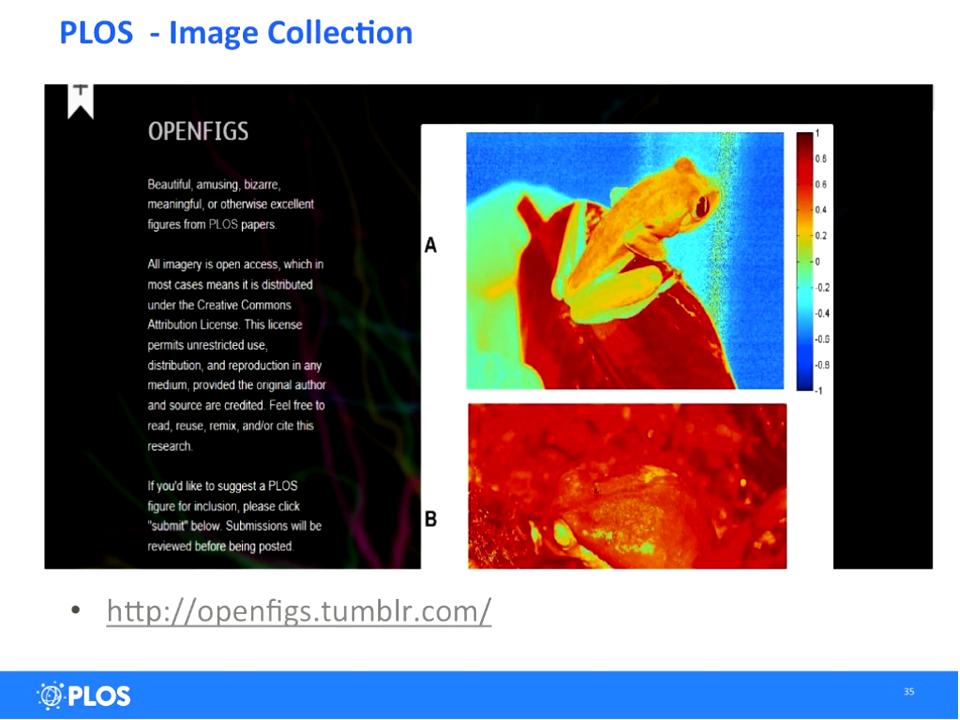 PLOS - Image Collection
OPENFIGS
Beautiful, amusing, bizarre,
meaningful, or otherwise excellent
figures from PLOS papers.
All imagery is open access, which in
most cases means it is distributed
under the Creative Commons
Attribution License. This license
permits unrestricted use,
distribution, and reproduction in any
medium, provided the original author
and source are credited. Feel free to
read, reuse, remix, and/or cite this
research.
If you'd like to suggest a PLOS
figure for inclusion, please click
"submit" below. Submissions will be
reviewed before being posted.
A
1
0.8
0.6
0.4
0.2
0
-0.2
-0.4
-0.6
-0.8
-1
B
• http://openfigs.tumblr.com/
PLOS
35